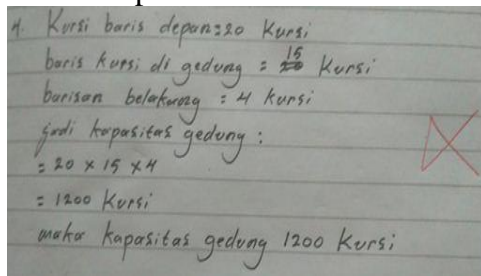 4. Kursi baris depan = 20 Kursi
baris kursi di gedung = 15 Kursi
barisan belakang = 4 kursi
jadi kapasitas gedung :
= 20 x 15 x 4
= 1200 Kursi
maka kapasitas gedung 1200 Kursi